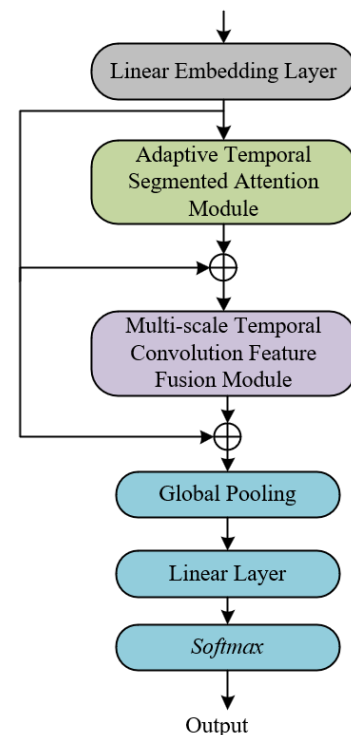 Linear Embedding Layer
Adaptive Temporal
Segmented Attention
Module
Multi-scale Temporal
Convolution Feature
Fusion Module
Global Pooling
Linear Layer
Softmax
Output